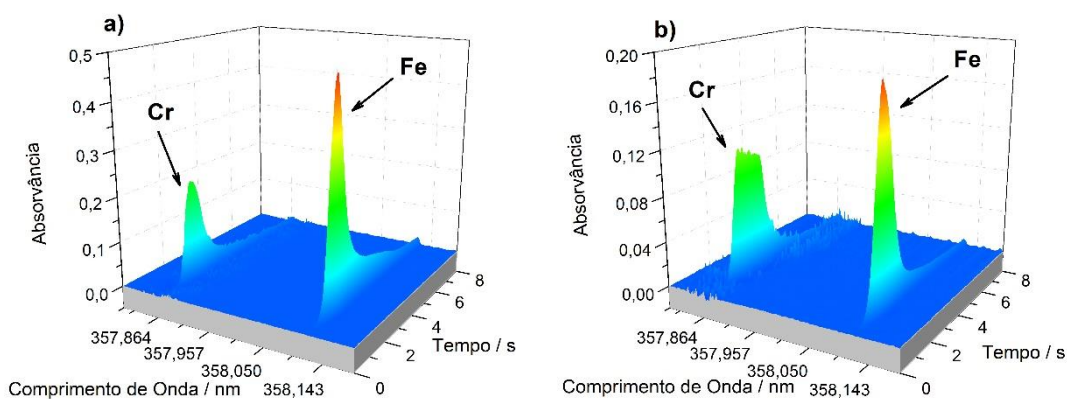 a)
0,5
0,4
0,3
0,2
0,1
0,0
Absorvância
Cr
Fe
357,864
357,957
358,050
358,143
Comprimento de Onda / nm
0
2
4
6
8
Tempo / s
b)
0,20
0,16
0,12
0,08
0,04
0,00
Absorvância
Cr
Fe
357,864
357,957
358,050
358,143
Comprimento de Onda / nm
0
2
4
6
8
Tempo / s